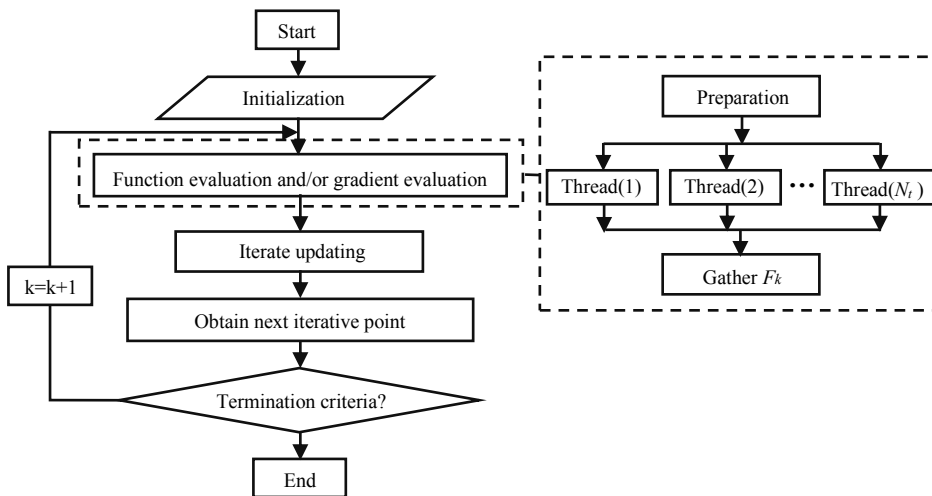 Start
Initialization
Function evaluation and/or gradient evaluation
Iterate updating
k=k+1
Obtain next iterative point
Termination criteria?
End
Preparation
Thread(1)
Thread(2)
•••
Thread(Nt )
Gather Fk